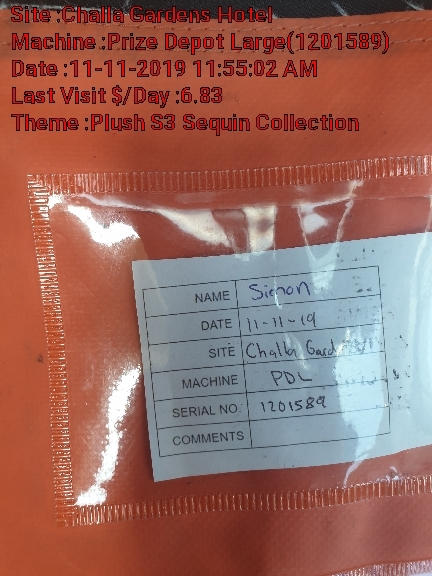 Site :Challa Gardens Hotel
Machine :Prize Depot Large(1201589)
Date :11-11-2019 11:55:02 AM
Last Visit $/Day :6.83
Theme :Plush S3 Sequin Collection
NAME Simon
DATE 11-11-19
SITE Challa Gard
MACHINE PDL
SERIAL NO. 1201589
COMMENTS